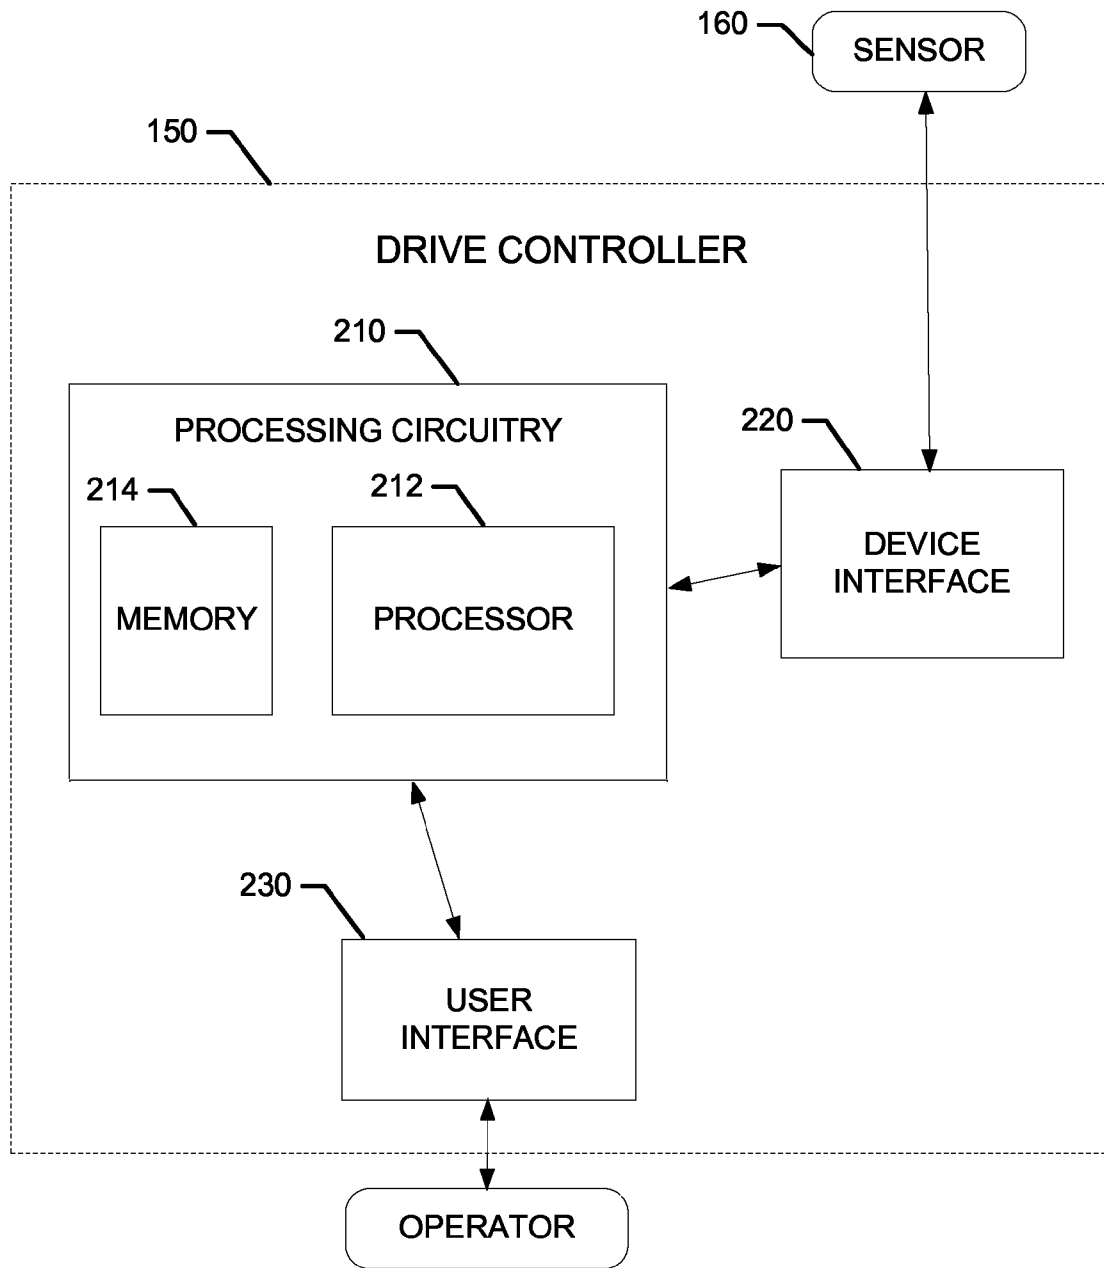 160
SENSOR
150
DRIVE CONTROLLER
210
PROCESSING CIRCUITRY
220
214
212
DEVICE
INTERFACE
MEMORY
PROCESSOR
230
USER
INTERFACE
OPERATOR